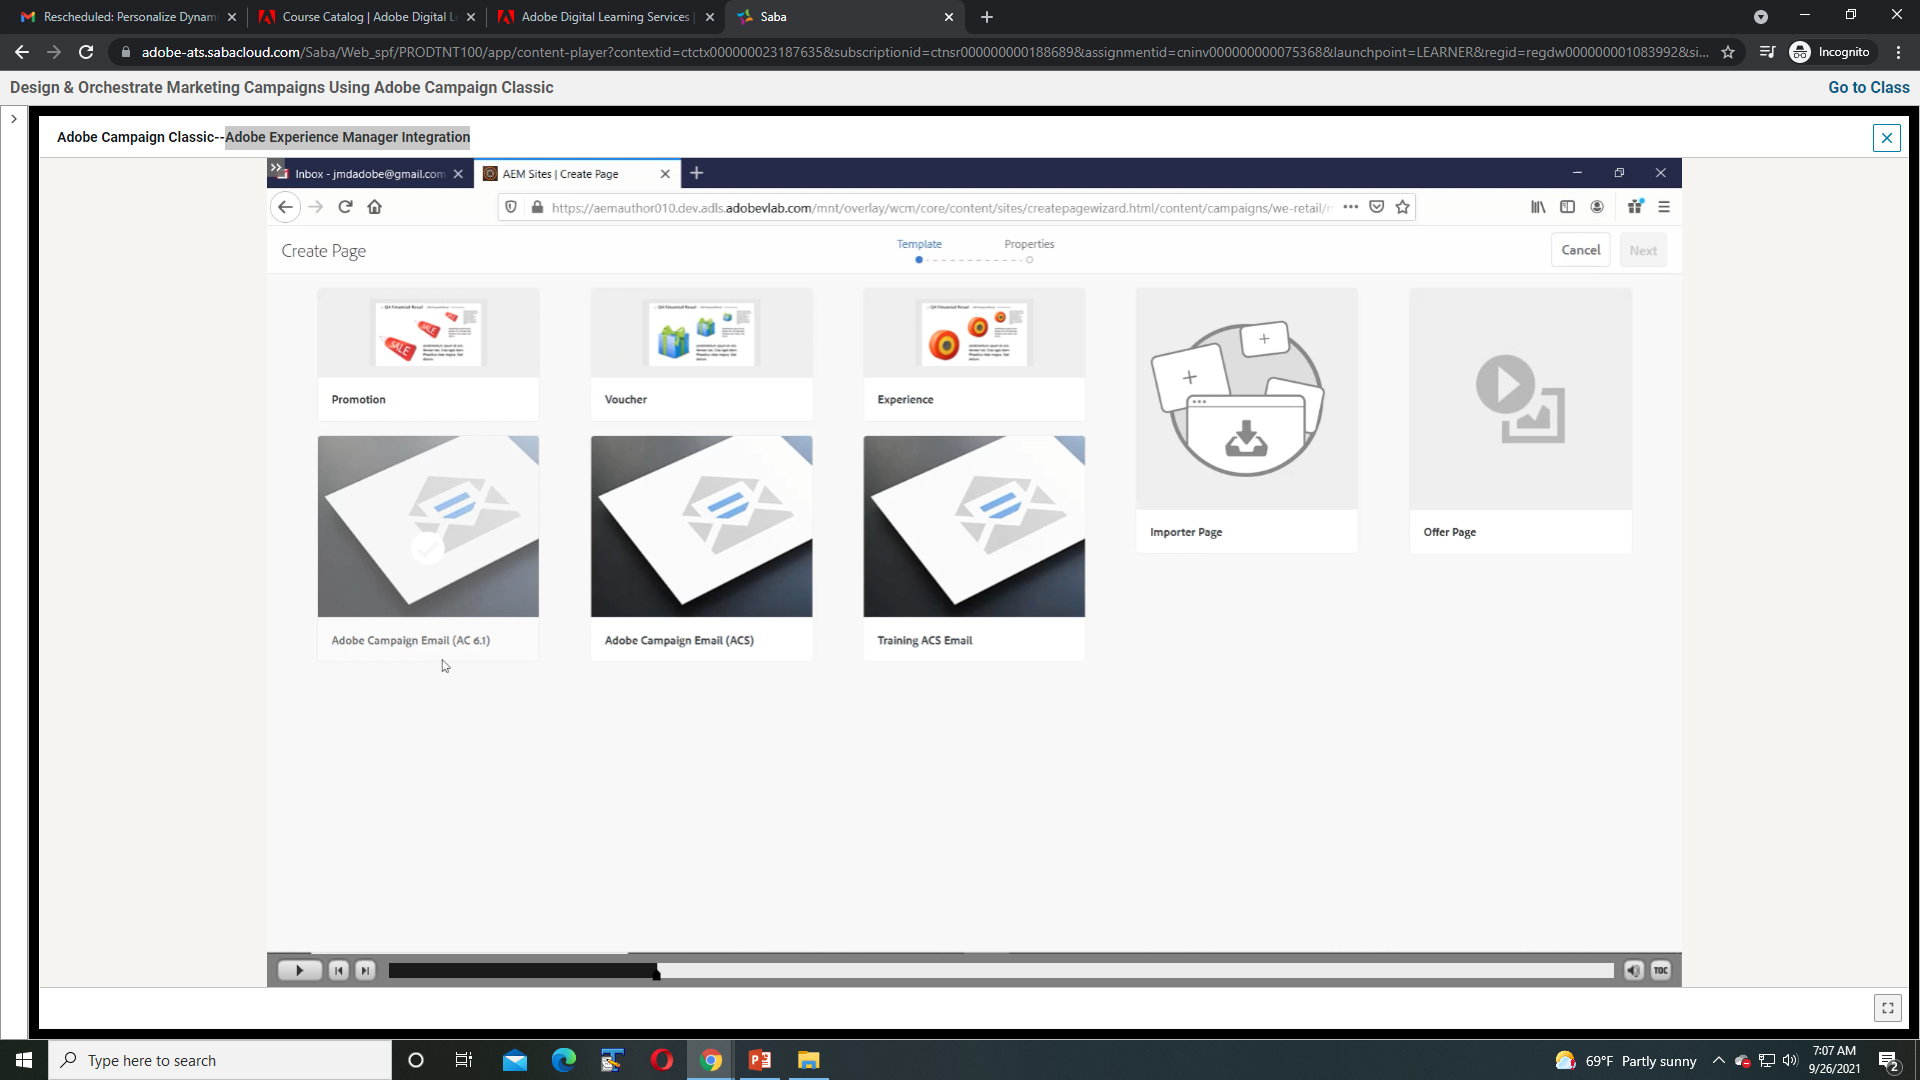 Rescheduled: Personalize Dynam
Course Catalog | Adobe Digital L
Adobe Digital Learning Services |
Saba
adobe-ats.sabacloud.com/Saba/Web_spf/PRODTNT100/app/content-player?contextid=ctctx000000023187635&subscriptionid=ctnsr0000000000188689&assignmentid=cninv000000000075368&launchpoint=LEARNER&regid=regdw000000001083992&si...
Incognito
Design & Orchestrate Marketing Campaigns Using Adobe Campaign Classic
Go to Class
Adobe Campaign Classic--Adobe Experience Manager Integration
Inbox - jmdadobe@gmail.com
AEM Sites | Create Page
https://aemauthor010.dev.adls.adobevlab.com/mnt/overlay/wcm/core/content/sites/createpagewizard.html/content/campaigns/we-retail/
Create Page
Template
Properties
Cancel
Next
SALE
Promotion
Voucher
Experience
Importer Page
Offer Page
Adobe Campaign Email (AC 6.1)
Adobe Campaign Email (ACS)
Training ACS Email
TOC
Type here to search
69°F Partly sunny
7:07 AM
9/26/2021
2